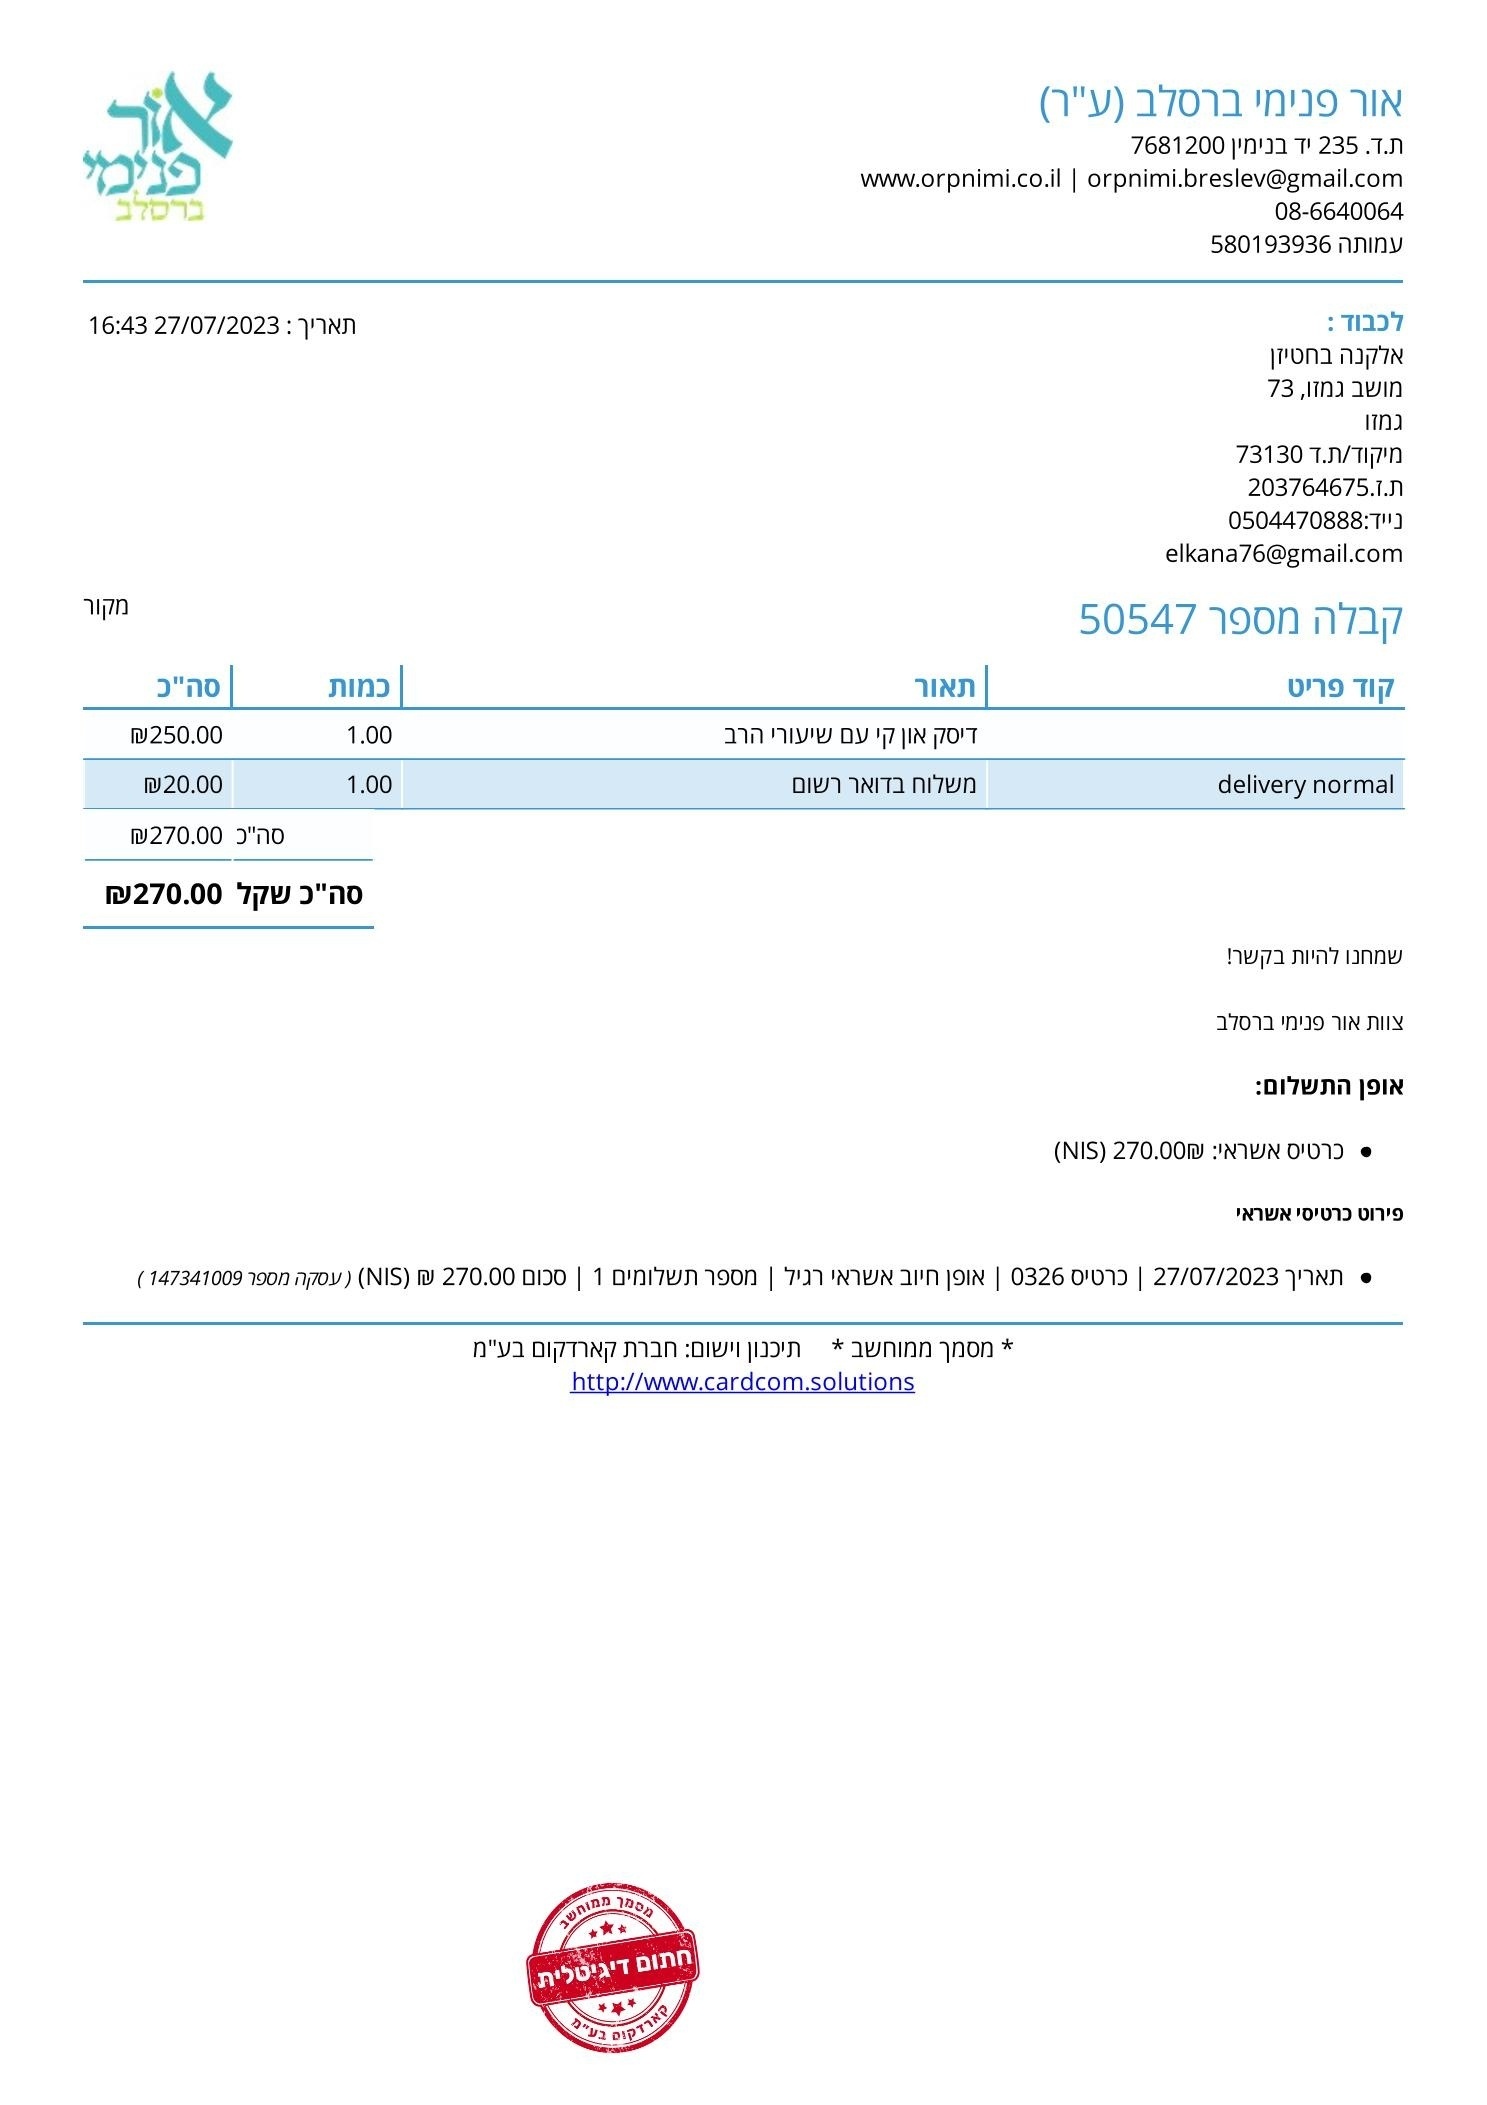 אור פנימי ברסלב
אור פנימי ברסלב (ע"ר)
ת.ד. 235 יד בנימין 7681200
www.orpnimi.co.il | orpnimi.breslev@gmail.com
08-6640064
עמותה 580193936
לכבוד :
תאריך : 27/07/2023 16:43
אלקנה בחטיזן
מושב גמזו, 73
גמזו
מיקוד/ת.ד 73130
ת.ז.203764675
נייד:0504470888
elkana76@gmail.com
קבלה מספר 50547
מקור
קוד פריט תאור כמות סה"כ
דיסק און קי עם שיעורי הרב 1.00 ₪250.00
delivery normal משלוח בדואר רשום 1.00 ₪20.00
סה"כ ₪270.00
סה"כ שקל ₪270.00
שמחנו להיות בקשר!
צוות אור פנימי ברסלב
אופן התשלום:
• כרטיס אשראי: ₪270.00 (NIS)
פירוט כרטיסי אשראי
• תאריך 27/07/2023 | כרטיס 0326 | אופן חיוב אשראי רגיל | מספר תשלומים 1 | סכום 270.00 ₪ (NIS) ( עסקה מספר 147341009 )
* מסמך ממוחשב * תיכנון וישום: חברת קארדקום בע"מ
http://www.cardcom.solutions
מסמך ממוחשב
חתום דיגיטלית
קארדקום בע"מ